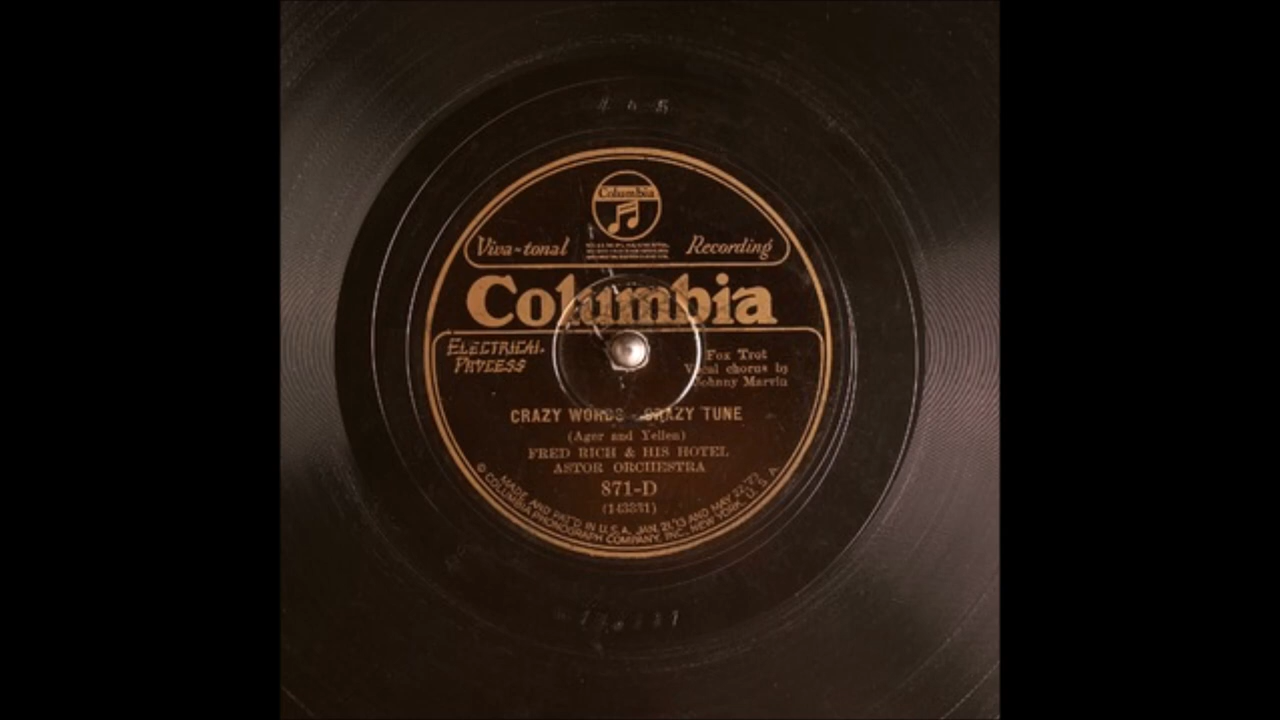 Columbia
Viva-tonal Recording
Columbia
ELECTRICAL
PROCESS
Fox Trot
Vocal chorus by
Johnny Marvin
CRAZY WORDS - CRAZY TUNE
(Ager and Yellen)
FRED RICH & HIS HOTEL
ASTOR ORCHESTRA
871-D
(143331)
MADE AND PAT'D IN U.S.A. JAN. 21,'13 AND MAY 22,'23
© COLUMBIA PHONOGRAPH COMPANY, INC., NEW YORK, U.S.A.